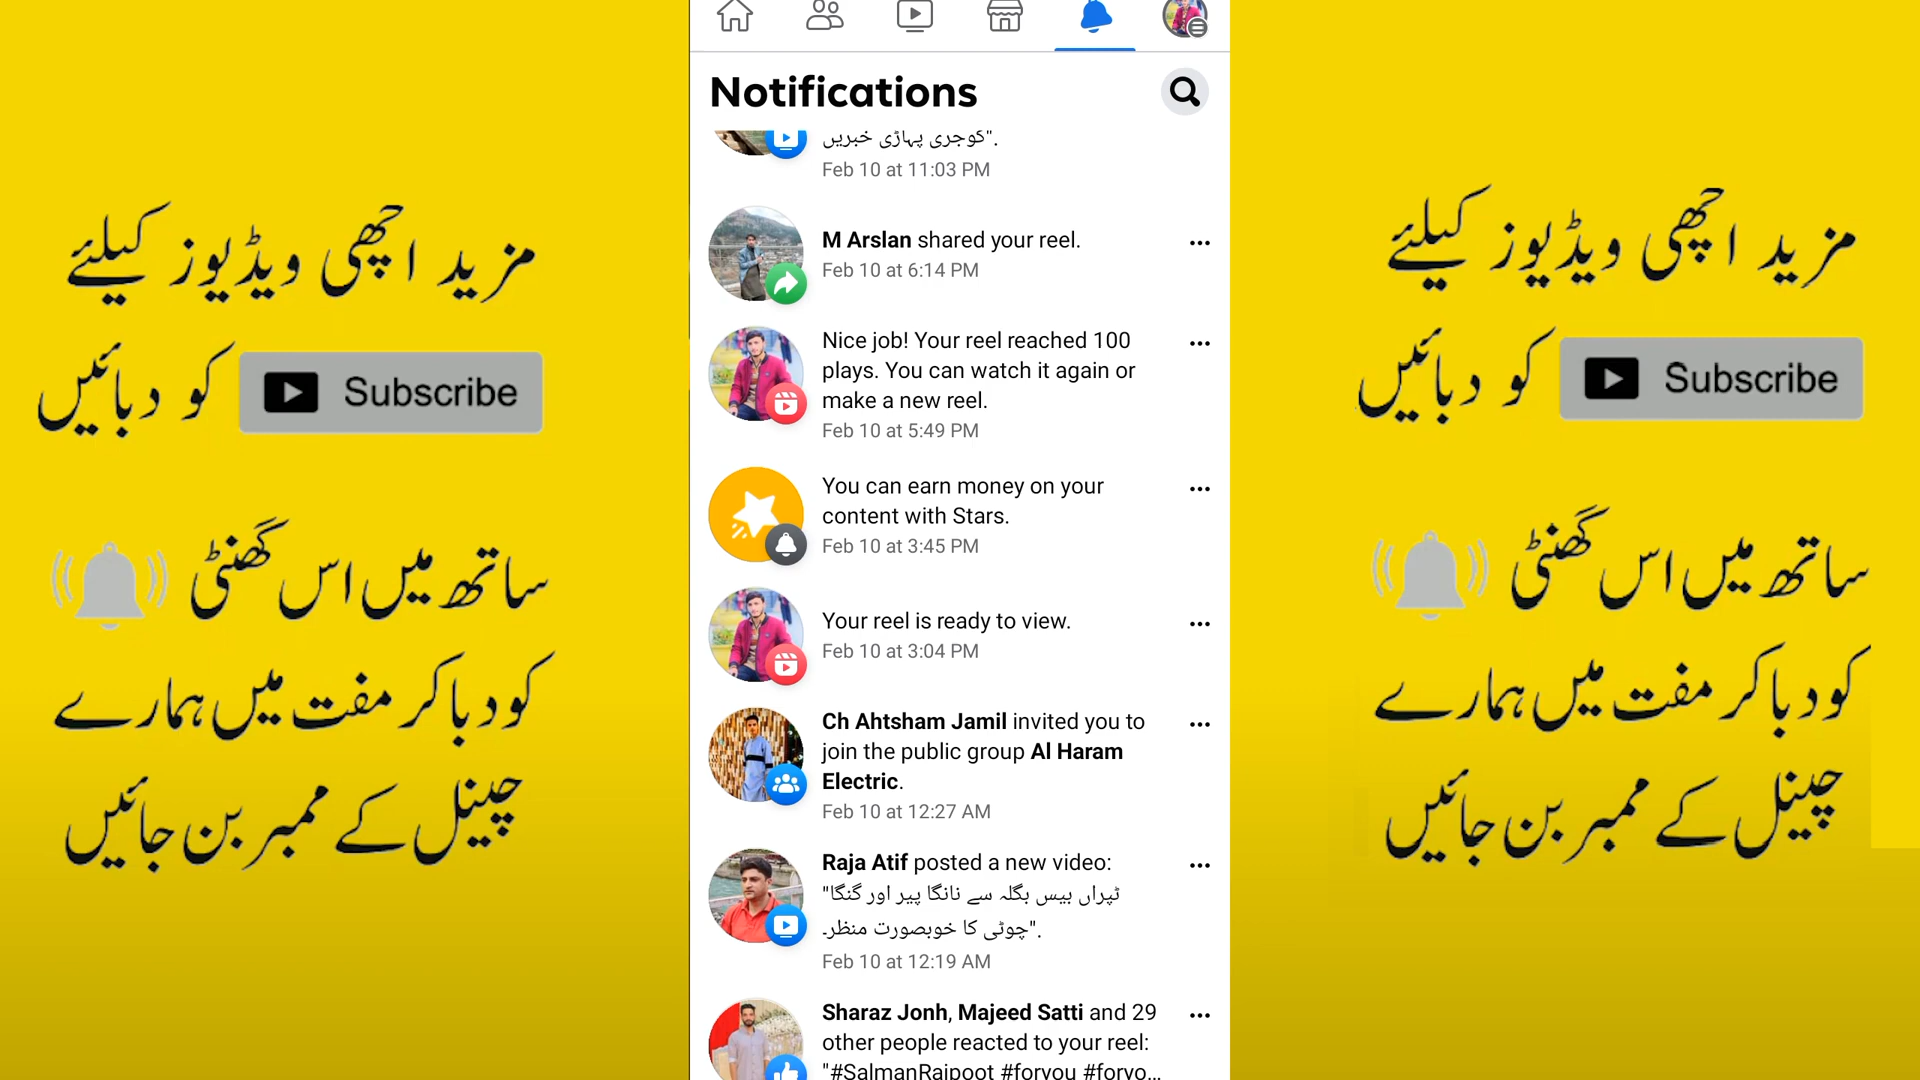 مزید اچھی ویڈیوز کیلئے
کو دبائیں Subscribe
ساتھ میں اس گھنٹی
کو دبا کر مفت میں ہمارے
چینل کے ممبر بن جائیں
Notifications
گوجری پہاڑی خبریں".
Feb 10 at 11:03 PM
M Arslan shared your reel.
Feb 10 at 6:14 PM
Nice job! Your reel reached 100
plays. You can watch it again or
make a new reel.
Feb 10 at 5:49 PM
You can earn money on your
content with Stars.
Feb 10 at 3:45 PM
Your reel is ready to view.
Feb 10 at 3:04 PM
Ch Ahtsham Jamil invited you to
join the public group Al Haram
Electric.
Feb 10 at 12:27 AM
Raja Atif posted a new video:
"ٹپراں بیس بگلہ سے نانگا پیر اور گنگا
چوٹی کا خوبصورت منظر۔".
Feb 10 at 12:19 AM
Sharaz Jonh, Majeed Satti and 29
other people reacted to your reel:
"#SalmanRajpoot #foryou #foryo...
مزید اچھی ویڈیوز کیلئے
کو دبائیں Subscribe
ساتھ میں اس گھنٹی
کو دبا کر مفت میں ہمارے
چینل کے ممبر بن جائیں